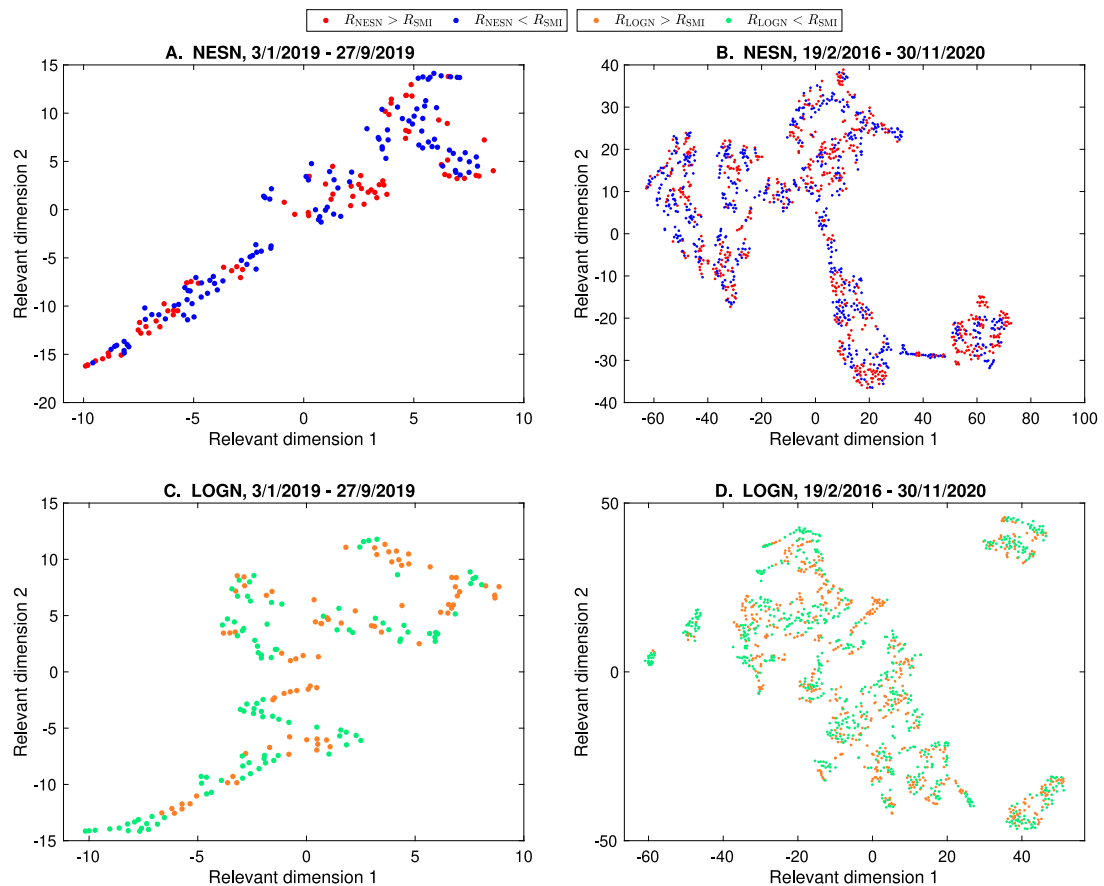 R_NESN > R_SMI R_NESN < R_SMI R_LOGN > R_SMI R_LOGN < R_SMI
A. NESN, 3/1/2019 - 27/9/2019
15
10
5
0
-5
-10
-15
-20
Relevant dimension 2
-10 -5 0 5 10
Relevant dimension 1
B. NESN, 19/2/2016 - 30/11/2020
40
30
20
10
0
-10
-20
-30
-40
Relevant dimension 2
-60 -40 -20 0 20 40 60 80 100
Relevant dimension 1
C. LOGN, 3/1/2019 - 27/9/2019
15
10
5
0
-5
-10
-15
Relevant dimension 2
-10 -5 0 5 10
Relevant dimension 1
D. LOGN, 19/2/2016 - 30/11/2020
50
0
-50
Relevant dimension 2
-60 -40 -20 0 20 40
Relevant dimension 1